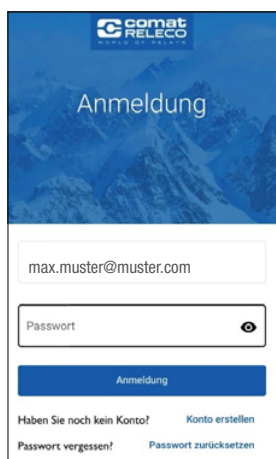 comat
RELECO
WORLD OF RELAYS
Anmeldung
max.muster@muster.com
Passwort
Anmeldung
Haben Sie noch kein Konto? Konto erstellen
Passwort vergessen? Passwort zurücksetzen